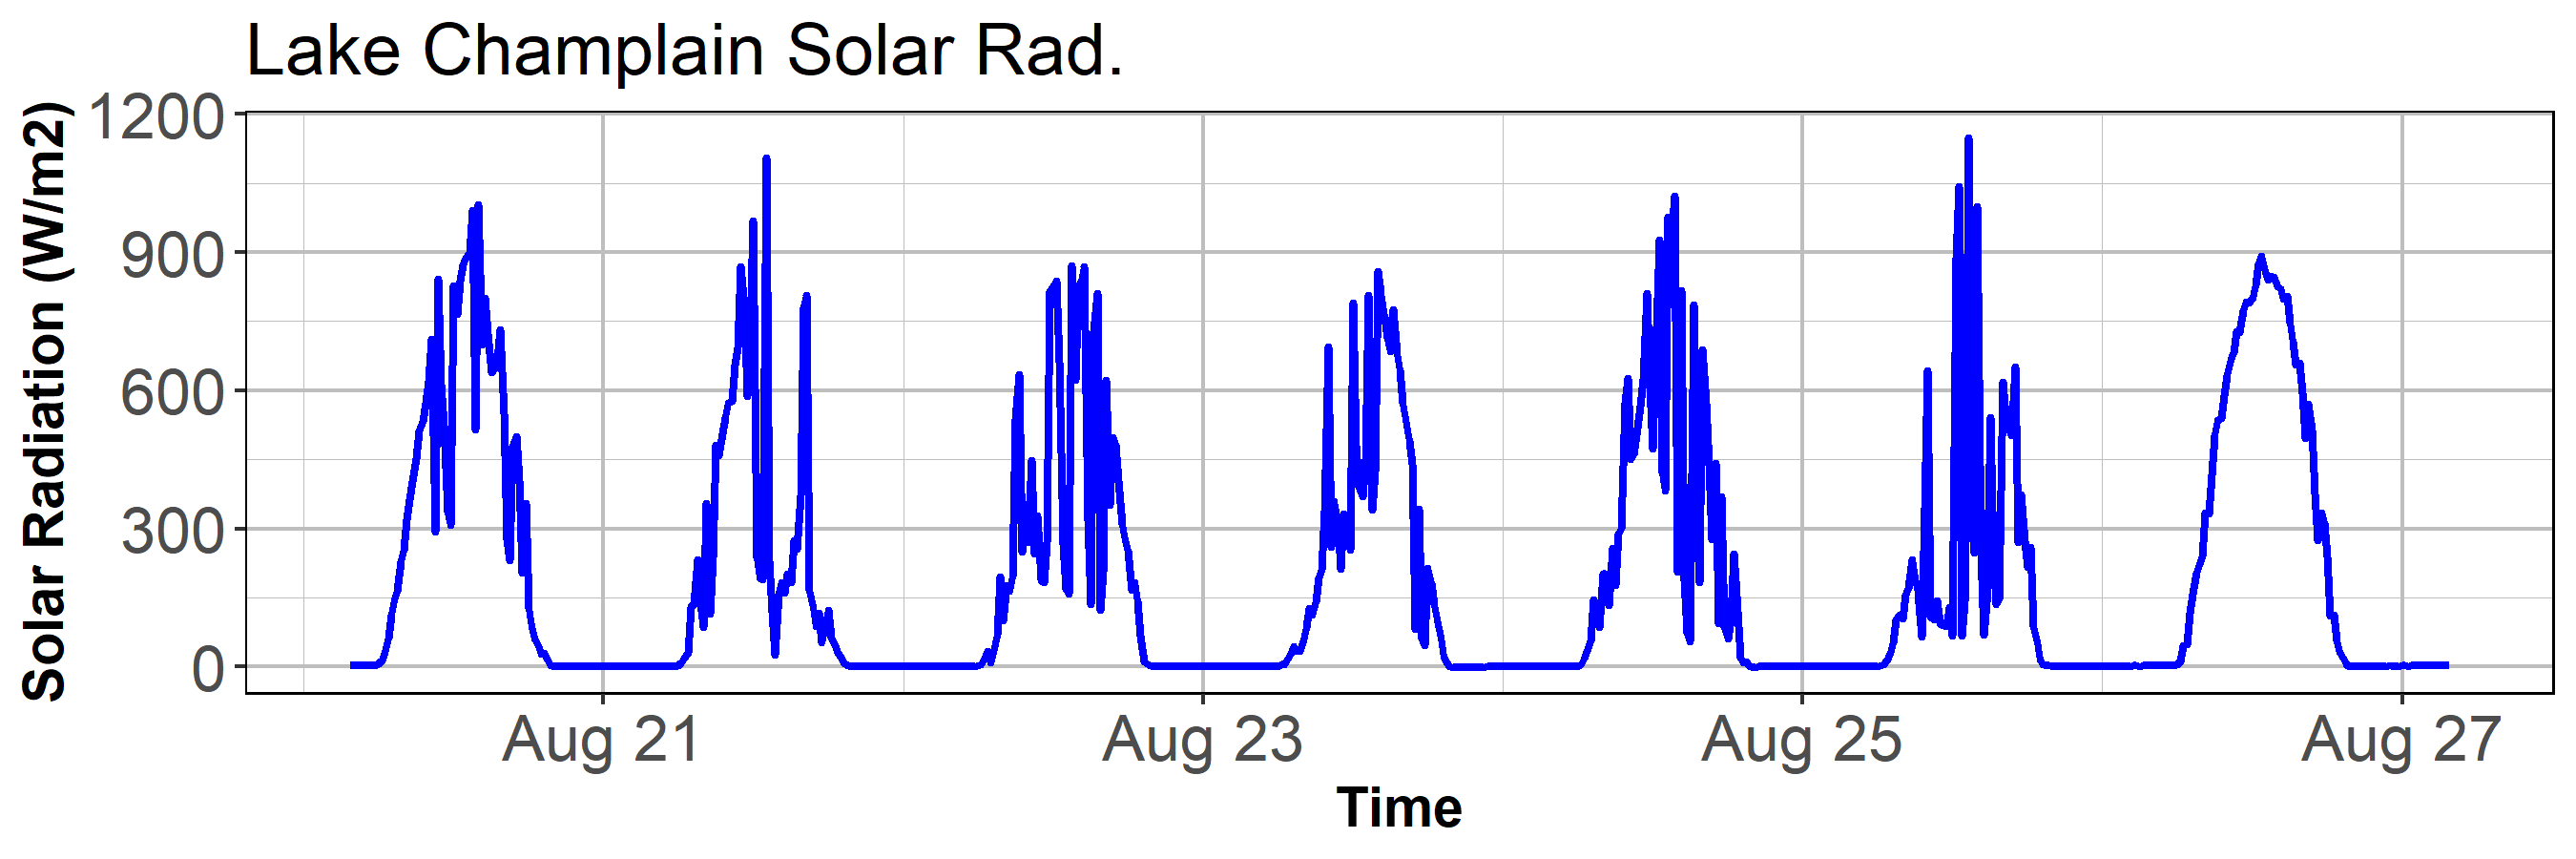 Lake Champlain Solar Rad.
Solar Radiation (W/m2)
1200
900
600
300
0
Aug 21 Aug 23 Aug 25 Aug 27
Time